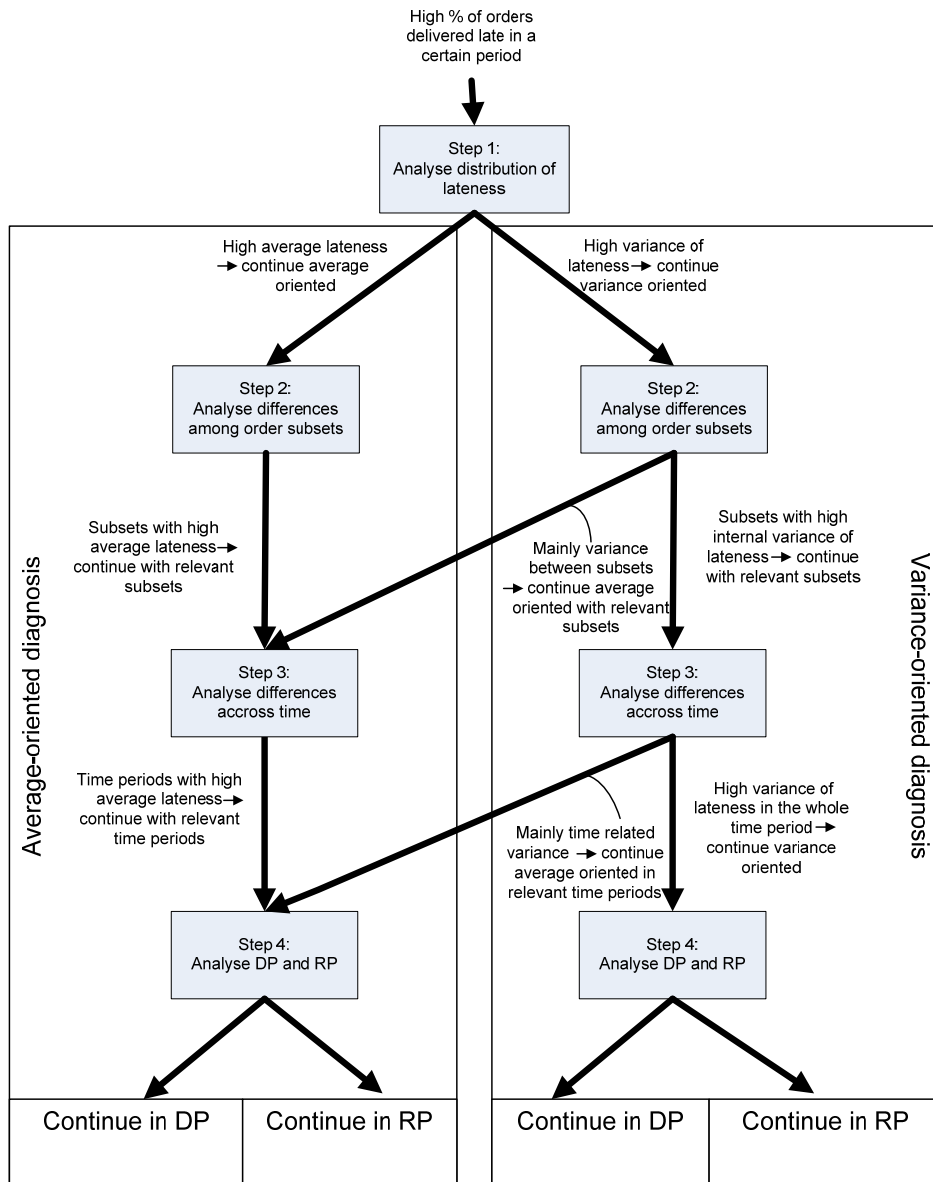 High % of orders
delivered late in a
certain period
Step 1:
Analyse distribution of
lateness
High average lateness
→ continue average
oriented
High variance of
lateness → continue
variance oriented
Step 2:
Analyse differences
among order subsets
Step 2:
Analyse differences
among order subsets
Subsets with high
average lateness→
continue with relevant
subsets
Mainly variance
between subsets
→ continue average
oriented with relevant
subsets
Subsets with high
internal variance of
lateness → continue
with relevant subsets
Average-oriented diagnosis
Variance-oriented diagnosis
Step 3:
Analyse differences
accross time
Step 3:
Analyse differences
accross time
Time periods with high
average lateness→
continue with relevant
time periods
Mainly time related
variance → continue
average oriented in
relevant time periods
High variance of
lateness in the whole
time period →
continue variance
oriented
Step 4:
Analyse DP and RP
Step 4:
Analyse DP and RP
Continue in DP
Continue in RP
Continue in DP
Continue in RP